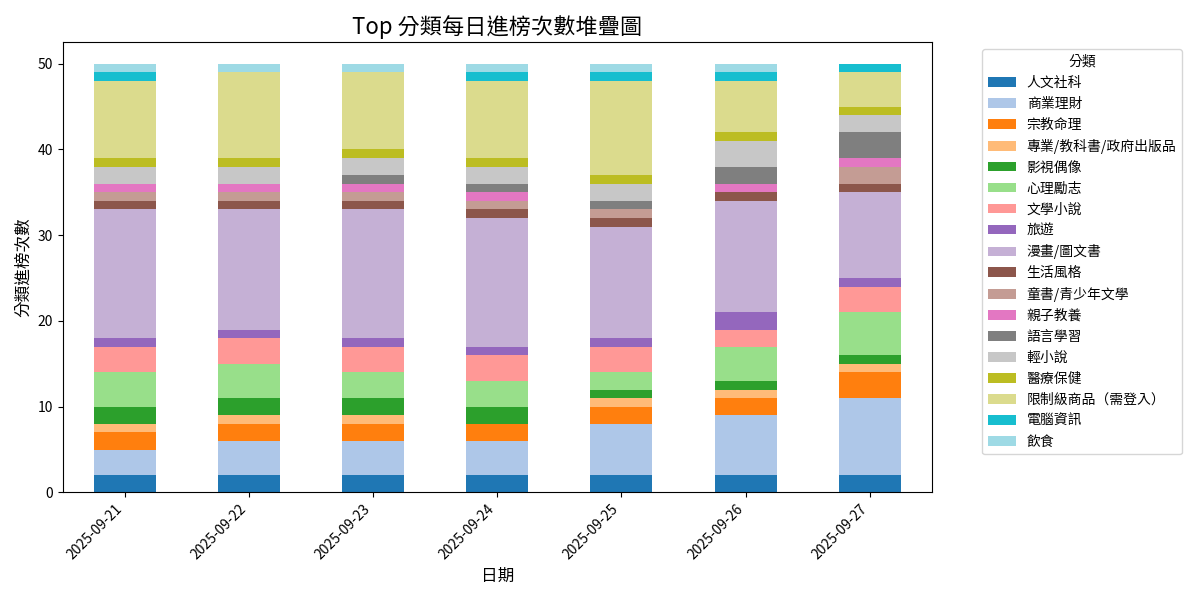 Top 分類每日進榜次數堆疊圖
分類進榜次數
50
40
30
20
10
0
2025-09-21
2025-09-22
2025-09-23
2025-09-24
2025-09-25
2025-09-26
2025-09-27
日期
分類
人文社科
商業理財
宗教命理
專業/教科書/政府出版品
影視偶像
心理勵志
文學小說
旅遊
漫畫/圖文書
生活風格
童書/青少年文學
親子教養
語言學習
輕小說
醫療保健
限制級商品（需登入）
電腦資訊
飲食